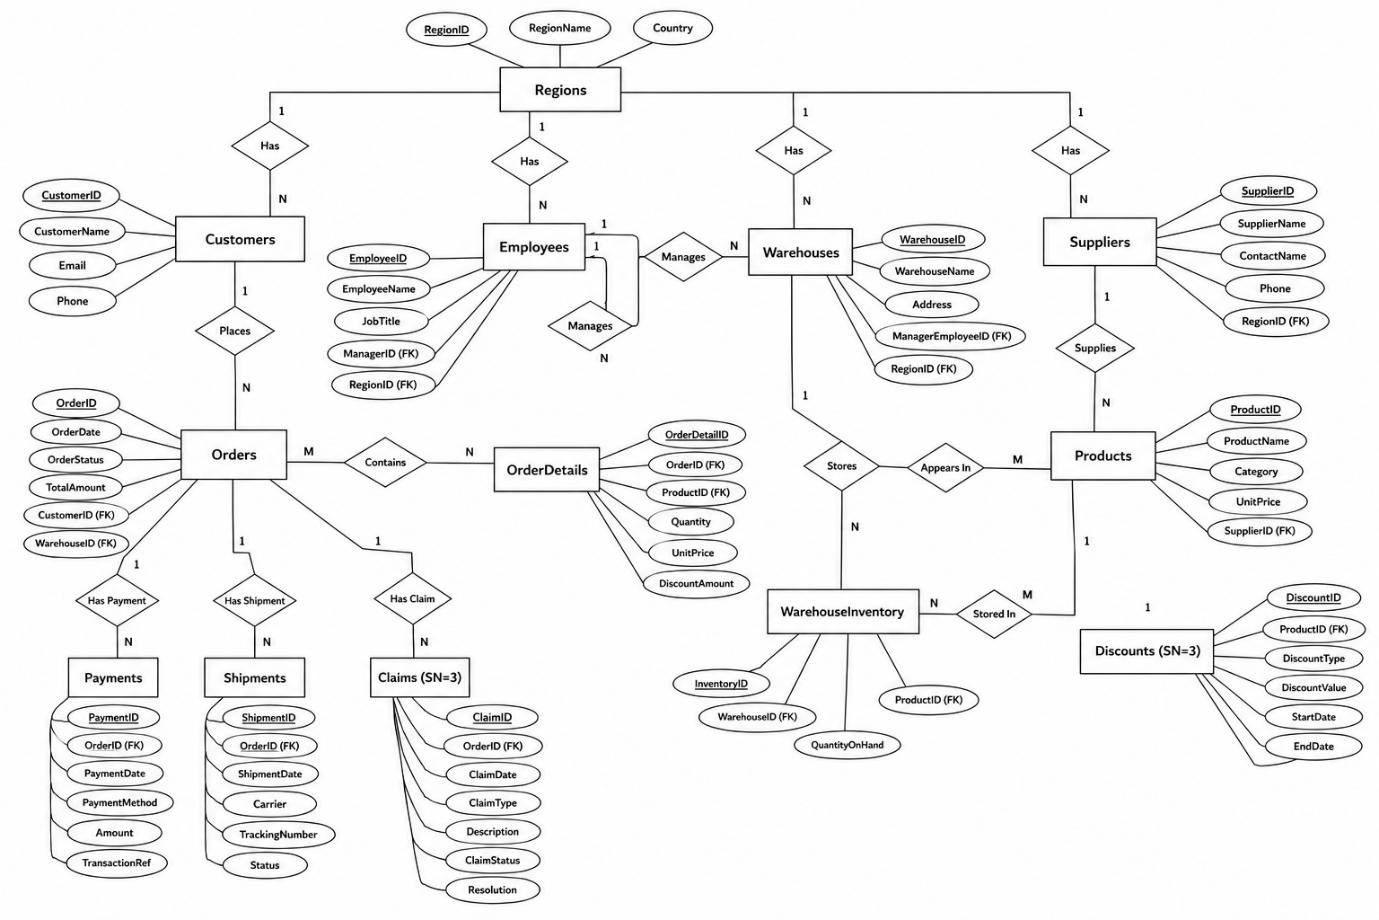 RegionID
RegionName
Country
Regions
1
1
1
1
Has
Has
Has
Has
N
N
N
N
CustomerID
CustomerName
Email
Phone
Customers
Employees
1
1
EmployeeID
EmployeeName
JobTitle
ManagerID (FK)
RegionID (FK)
Manages
N
Manages
N
Warehouses
WarehouseID
WarehouseName
Address
ManagerEmployeeID (FK)
RegionID (FK)
Suppliers
SupplierID
SupplierName
ContactName
Phone
RegionID (FK)
1
Places
N
1
Supplies
N
1
OrderID
OrderDate
OrderStatus
TotalAmount
CustomerID (FK)
WarehouseID (FK)
Orders
M
Contains
N
OrderDetails
OrderDetailID
OrderID (FK)
ProductID (FK)
Quantity
UnitPrice
DiscountAmount
Stores
Appears In
M
Products
ProductID
ProductName
Category
UnitPrice
SupplierID (FK)
N
1
1
1
1
Has Payment
Has Shipment
Has Claim
N
N
N
WarehouseInventory
N
Stored In
M
InventoryID
WarehouseID (FK)
QuantityOnHand
ProductID (FK)
1
Discounts (SN=3)
DiscountID
ProductID (FK)
DiscountType
DiscountValue
StartDate
EndDate
Payments
PaymentID
OrderID (FK)
PaymentDate
PaymentMethod
Amount
TransactionRef
Shipments
ShipmentID
OrderID (FK)
ShipmentDate
Carrier
TrackingNumber
Status
Claims (SN=3)
ClaimID
OrderID (FK)
ClaimDate
ClaimType
Description
ClaimStatus
Resolution